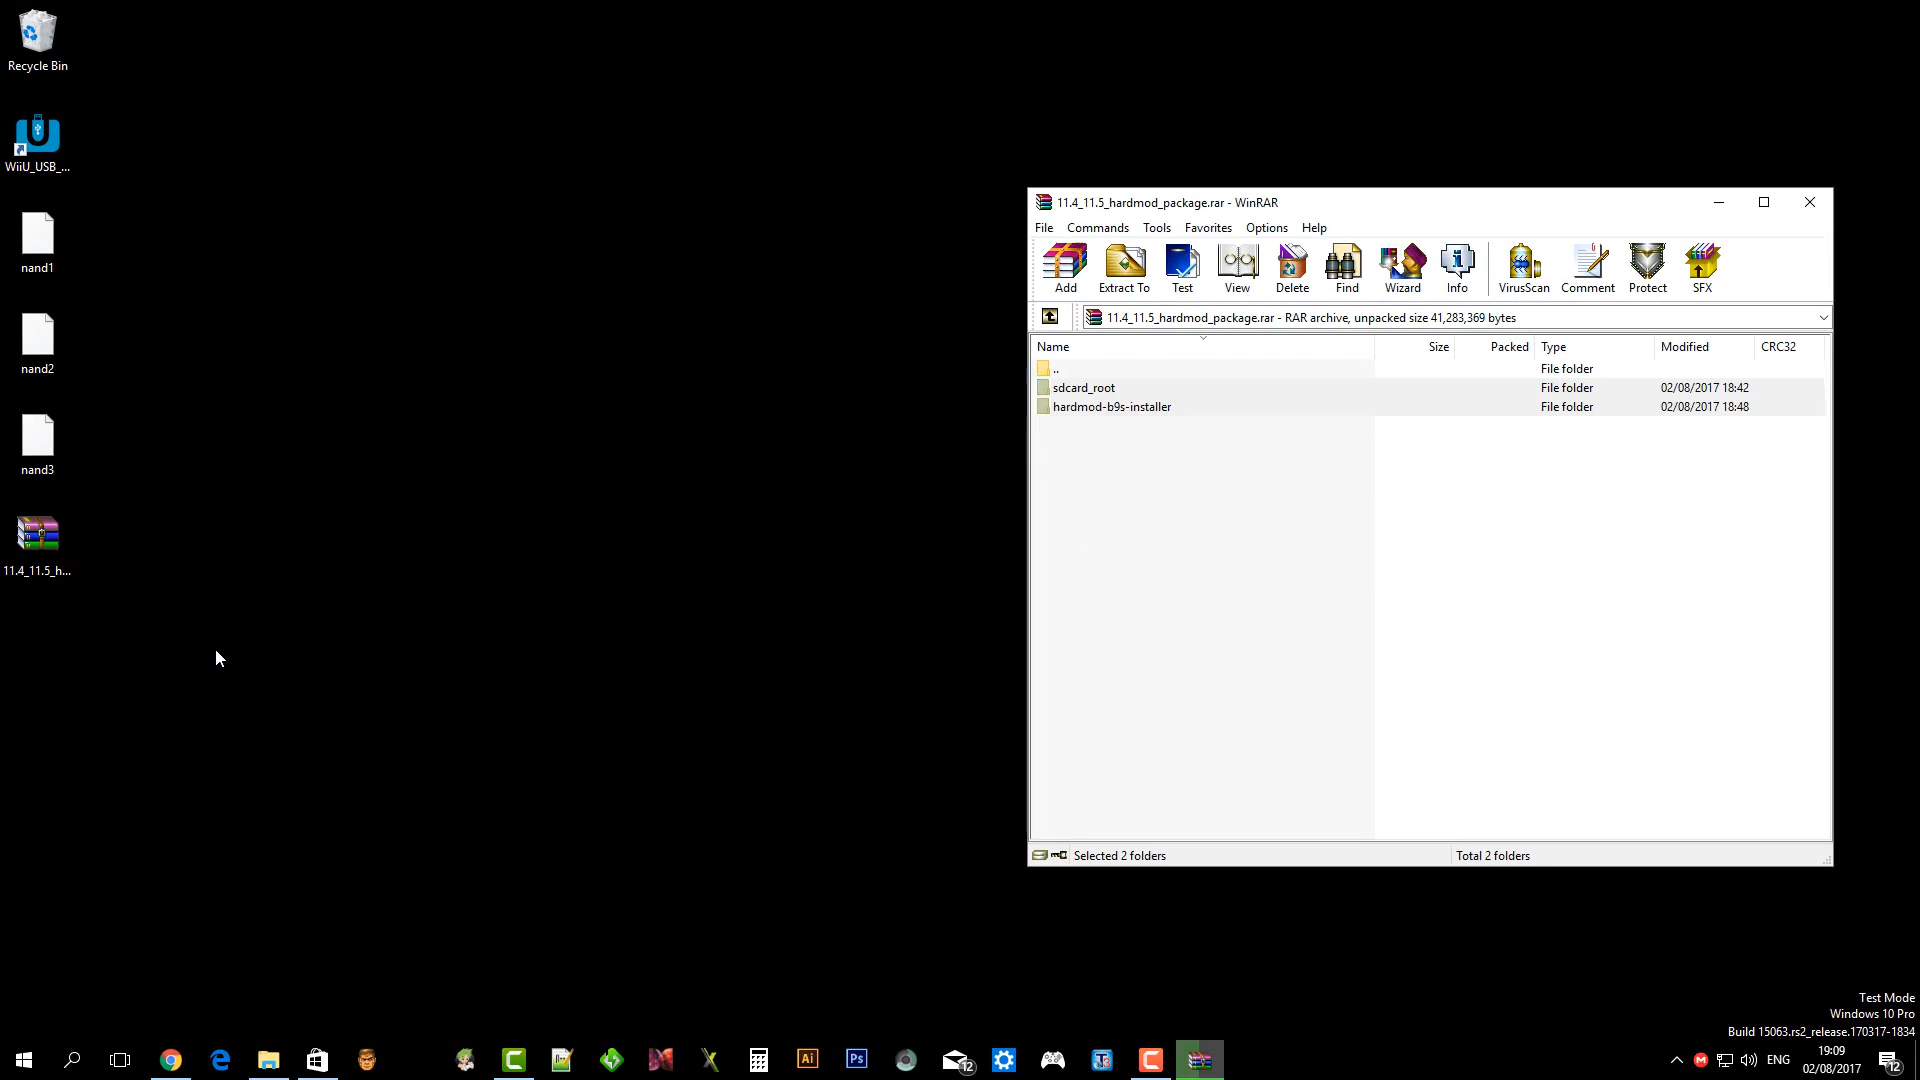 Recycle Bin
WiiU_USB_...
nand1
nand2
nand3
11.4_11.5_h...
11.4_11.5_hardmod_package.rar - WinRAR
File Commands Tools Favorites Options Help
Add Extract To Test View Delete Find Wizard Info VirusScan Comment Protect SFX
11.4_11.5_hardmod_package.rar - RAR archive, unpacked size 41,283,369 bytes
Name Size Packed Type Modified CRC32
.. File folder
sdcard_root File folder 02/08/2017 18:42
hardmod-b9s-installer File folder 02/08/2017 18:48
Selected 2 folders Total 2 folders
Test Mode
Windows 10 Pro
Build 15063.rs2_release.170317-1834
Ai Ps 12 ENG 19:09 12
02/08/2017